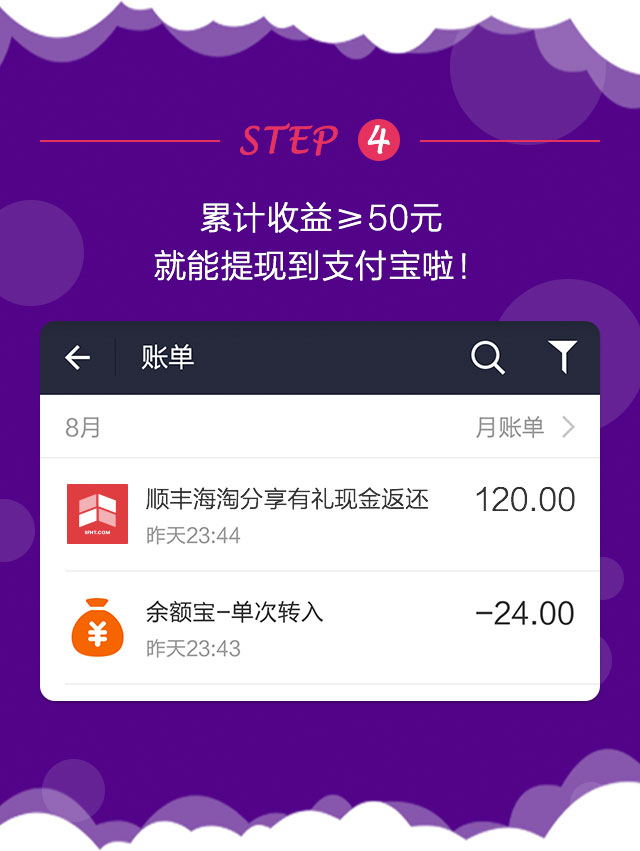 STEP 4
累计收益≥50元
就能提现到支付宝啦！
账单
8月 月账单
顺丰海淘分享有礼现金返还 120.00
SFHT.COM
昨天23:44
余额宝-单次转入 -24.00
昨天23:43